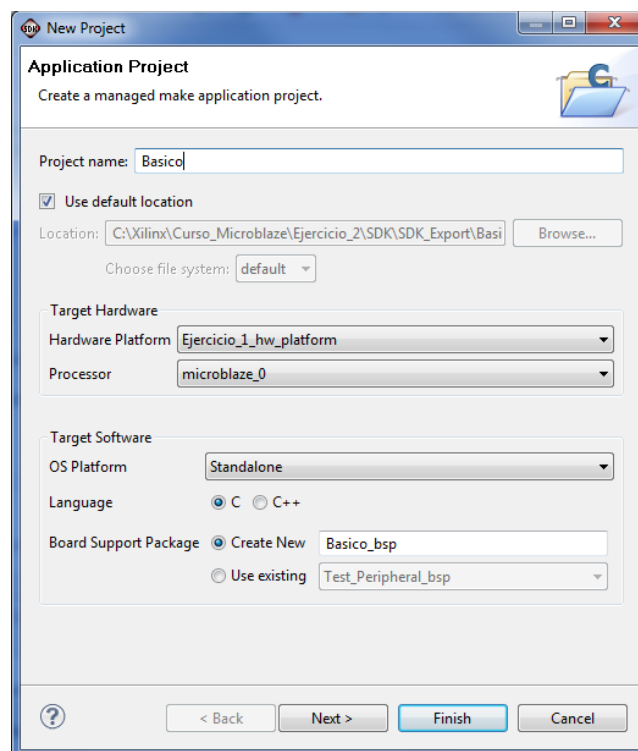 SDK New Project
Application Project
Create a managed make application project.
C
Project name: Basico
Use default location
Location: C:\Xilinx\Curso_Microblaze\Ejercicio_2\SDK\SDK_Export\Basi Browse...
Choose file system: default
Target Hardware
Hardware Platform Ejercicio_1_hw_platform
Processor microblaze_0
Target Software
OS Platform Standalone
Language C C++
Board Support Package Create New Basico_bsp
Use existing Test_Peripheral_bsp
? < Back Next > Finish Cancel